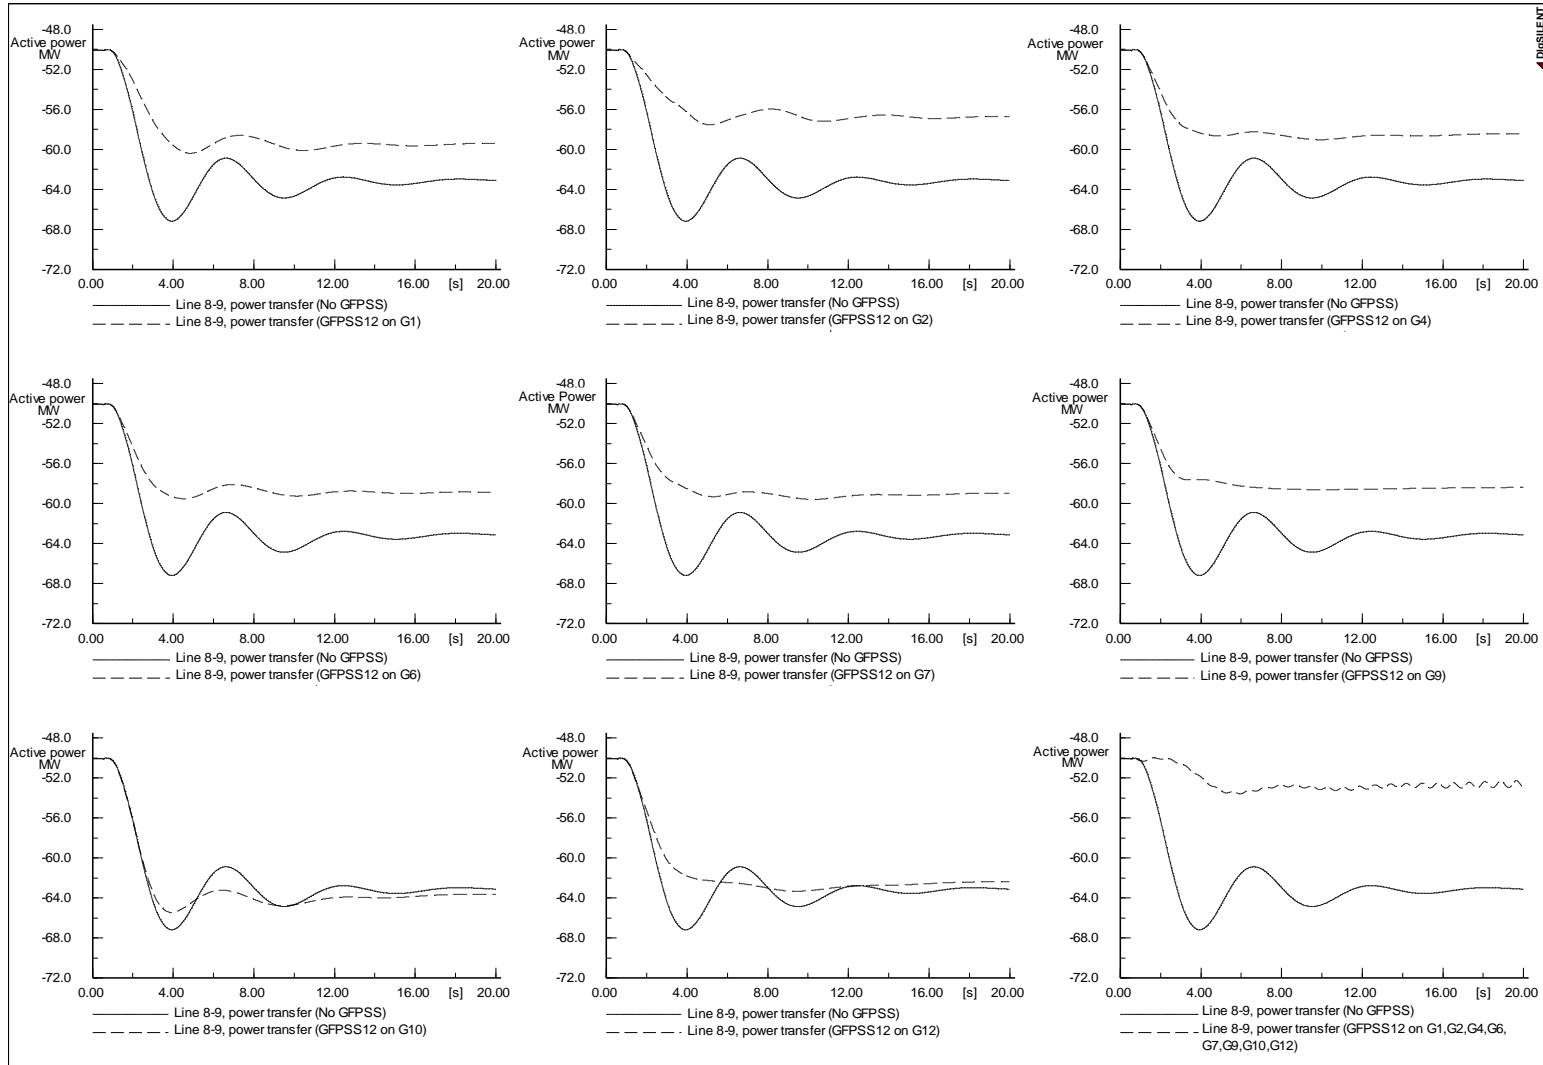 DIgSILENT
-48.0
Active power
MW
-52.0
-56.0
-60.0
-64.0
-68.0
-72.0
0.00 4.00 8.00 12.00 16.00 [s] 20.00
Line 8-9, power transfer (No GFPSS)
Line 8-9, power transfer (GFPSS12 on G1)
-48.0
Active power
MW
-52.0
-56.0
-60.0
-64.0
-68.0
-72.0
0.00 4.00 8.00 12.00 16.00 [s] 20.00
Line 8-9, power transfer (No GFPSS)
Line 8-9, power transfer (GFPSS12 on G2)
-48.0
Active power
MW
-52.0
-56.0
-60.0
-64.0
-68.0
-72.0
0.00 4.00 8.00 12.00 16.00 [s] 20.00
Line 8-9, power transfer (No GFPSS)
Line 8-9, power transfer (GFPSS12 on G4)
-48.0
Active power
MW
-52.0
-56.0
-60.0
-64.0
-68.0
-72.0
0.00 4.00 8.00 12.00 16.00 [s] 20.00
Line 8-9, power transfer (No GFPSS)
Line 8-9, power transfer (GFPSS12 on G6)
-48.0
Active Power
MW
-52.0
-56.0
-60.0
-64.0
-68.0
-72.0
0.00 4.00 8.00 12.00 16.00 [s] 20.00
Line 8-9, power transfer (No GFPSS)
Line 8-9, power transfer (GFPSS12 on G7)
-48.0
Active power
MW
-52.0
-56.0
-60.0
-64.0
-68.0
-72.0
0.00 4.00 8.00 12.00 16.00 [s] 20.00
Line 8-9, power transfer (No GFPSS)
Line 8-9, power transfer (GFPSS12 on G9)
-48.0
Active power
MW
-52.0
-56.0
-60.0
-64.0
-68.0
-72.0
0.00 4.00 8.00 12.00 16.00 [s] 20.00
Line 8-9, power transfer (No GFPSS)
Line 8-9, power transfer (GFPSS12 on G10)
-48.0
Active power
MW
-52.0
-56.0
-60.0
-64.0
-68.0
-72.0
0.00 4.00 8.00 12.00 16.00 [s] 20.00
Line 8-9, power transfer (No GFPSS)
Line 8-9, power transfer (GFPSS12 on G12)
-48.0
Active power
MW
-52.0
-56.0
-60.0
-64.0
-68.0
-72.0
0.00 4.00 8.00 12.00 16.00 [s] 20.00
Line 8-9, power transfer (No GFPSS)
Line 8-9, power transfer (GFPSS12 on G1,G2,G4,G6,
G7,G9,G10,G12)